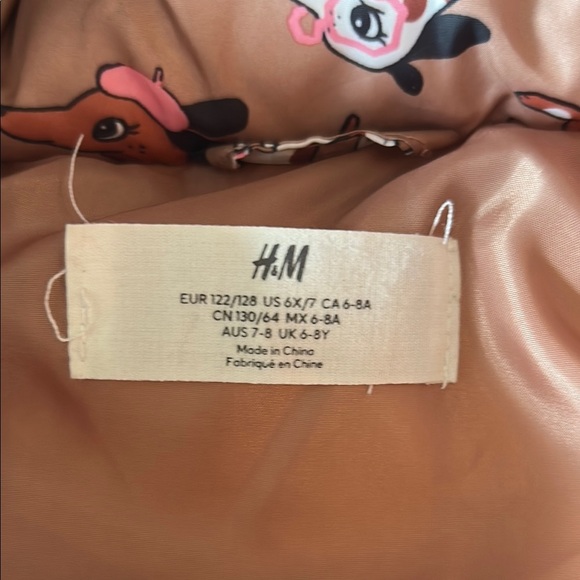 H&M
EUR 122/128 US 6X/7 CA 6-8A
CN 130/64 MX 6-8A
AUS 7-8 UK 6-8Y
Made in China
Fabriqué en Chine